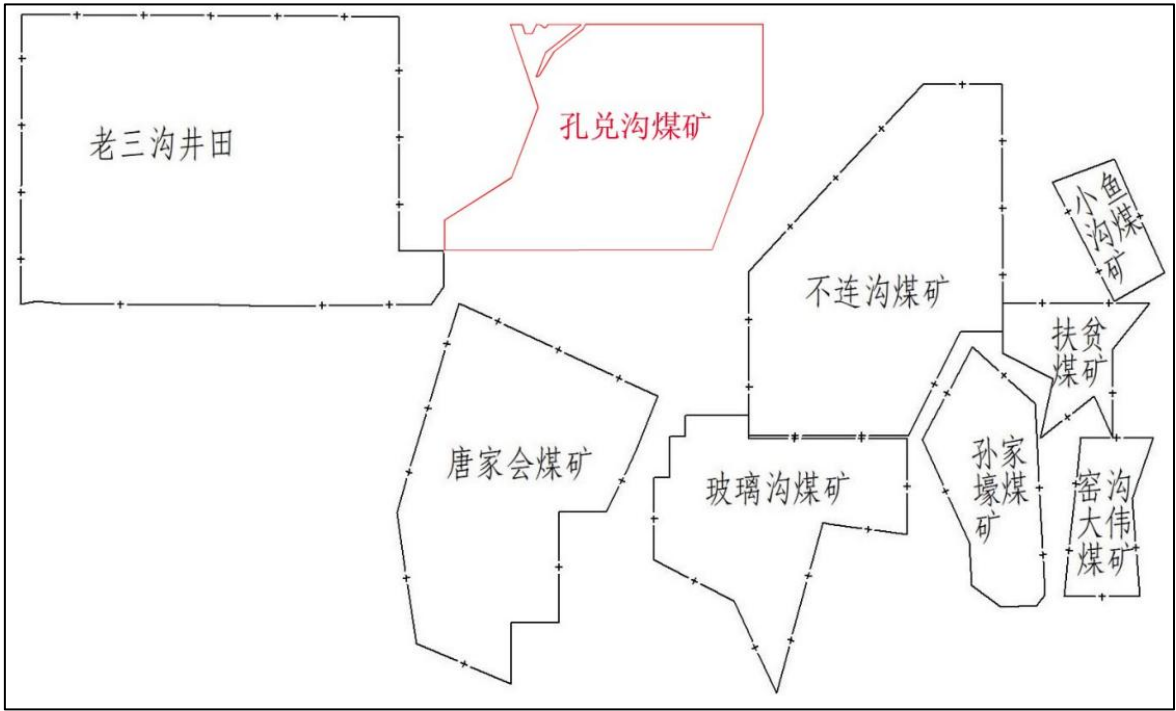 老三沟井田
孔兑沟煤矿
小鱼
沟煤
矿
不连沟煤矿
扶贫
煤矿
唐家会煤矿
玻璃沟煤矿
孙家
壕煤
矿
窑沟
大伟
煤矿